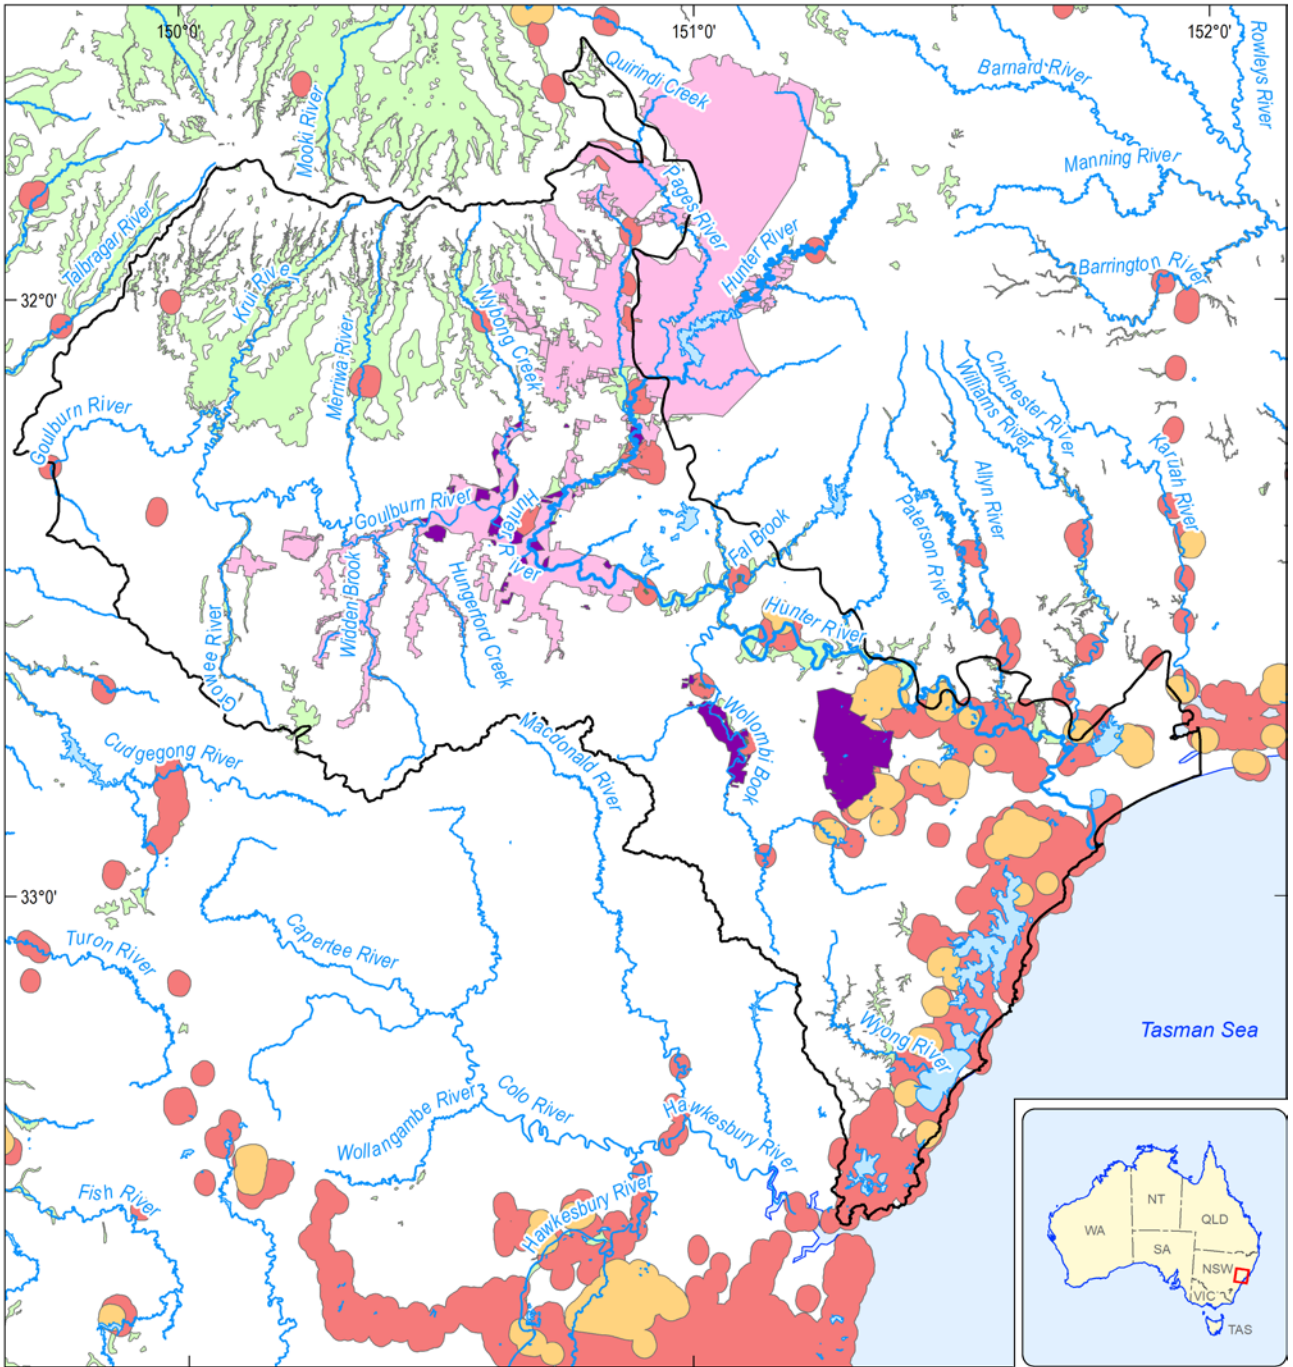 150°0'
151°0'
152°0'
Rowleys River
Quirindi Creek
Barnard River
Mooki River
Manning River
Pages River
Talbragar River
Hunter River
Barrington River
Krui Rive
Wybong Creek
Chichester River
Williams River
32°0'
Merriwa River
Goulburn River
Karuah River
Allyn River
Goulburn River
Hunter River
Paterson River
Fal Brook
Widden Brook
Hungerford Creek
Hunter River
Growee River
Wollombi Book
Macdonald River
Cudgegong River
33°0'
Turon River
Capertee River
Tasman Sea
Wyong River
Colo River
Hawkesbury River
Wollangambe River
Fish River
Hawkesbury River
NT
WA
QLD
SA
NSW
VIC
TAS